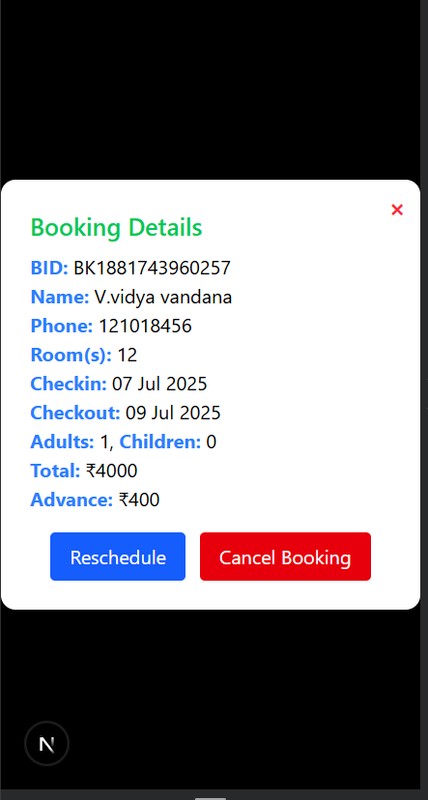 ×
Booking Details
BID: BK1881743960257
Name: V.vidya vandana
Phone: 121018456
Room(s): 12
Checkin: 07 Jul 2025
Checkout: 09 Jul 2025
Adults: 1, Children: 0
Total: ₹4000
Advance: ₹400
Reschedule Cancel Booking
N